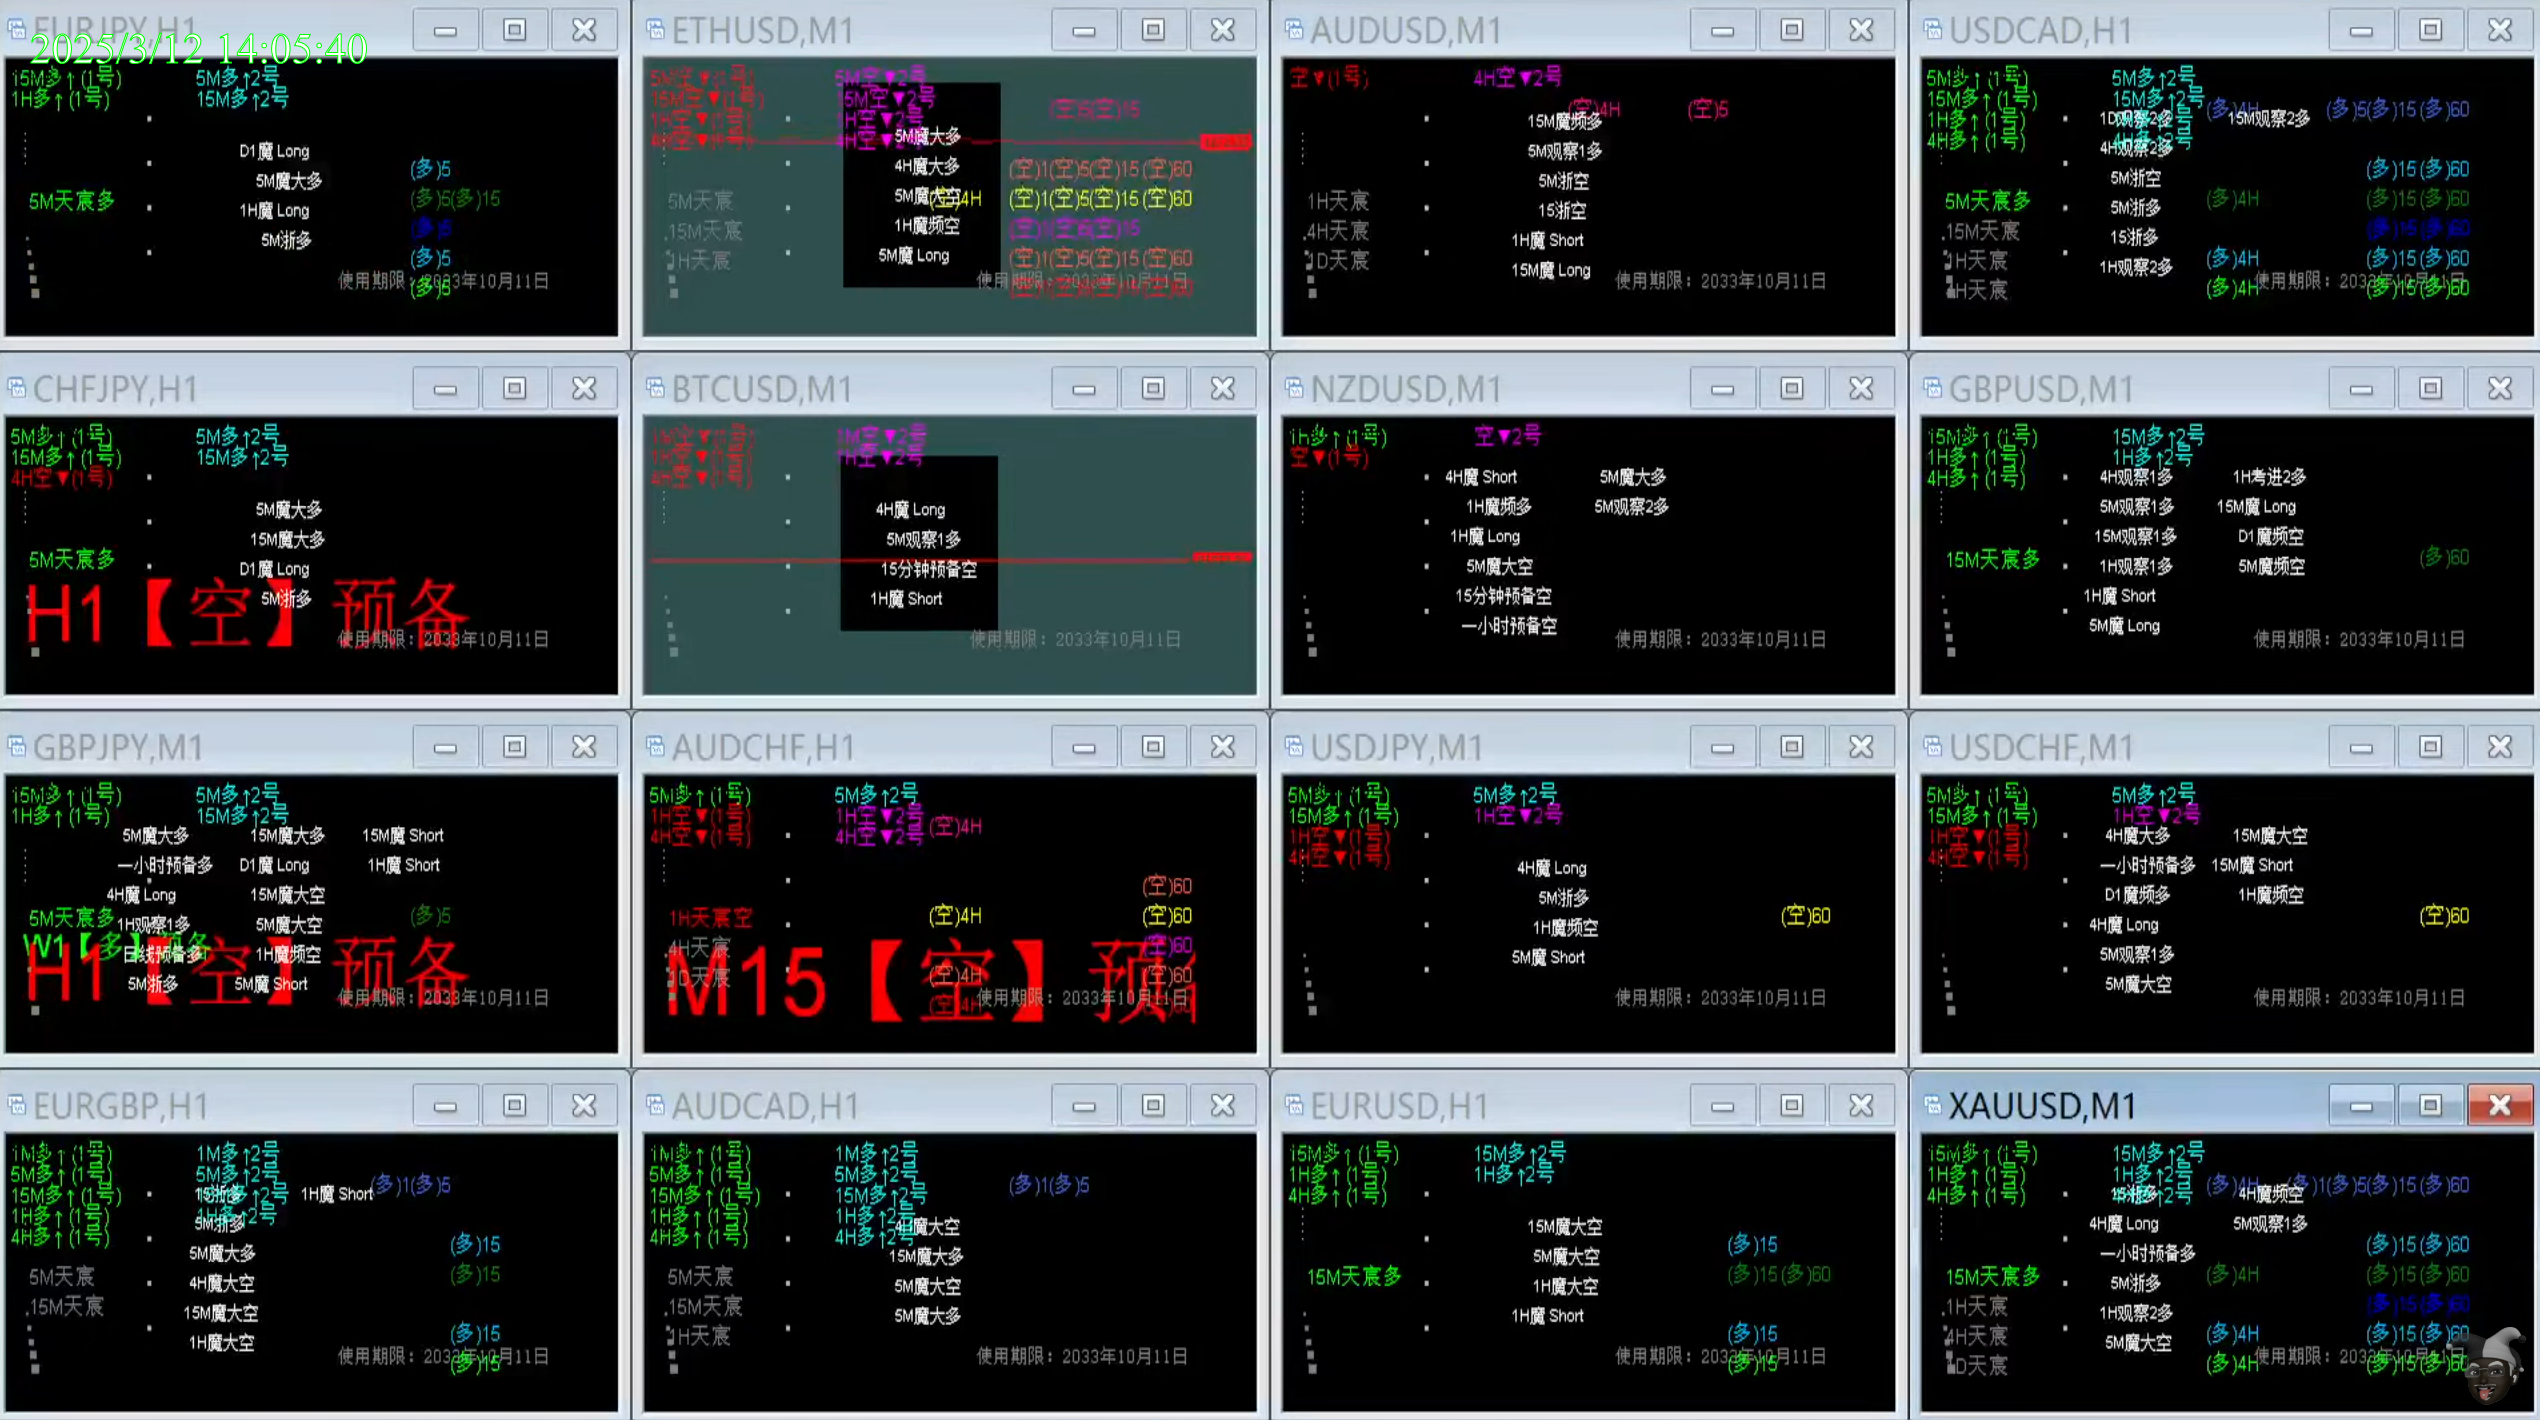 EURJPY,H1
2025/3/12 14:05:40
15M多↑(1号) 5M多↑2号
1H多↑(1号) 15M多↑2号
D1魔 Long
5M魔大多 (多)5
5M天宸多 1H魔 Long (多)5(多)15
5M浙多 (多)5
(多)5
使用期限：2033年10月11日
(多)5
ETHUSD,M1
5M空▼(1号) 5M空▼2号
15M空▼(1号) 15M空▼2号
1H空▼(1号) 1H空▼2号
4H空▼(1号) 4H空▼2号
(空)5(空)15
5M魔大多
4H魔大多 (空)1(空)5(空)15(空)60
5M天宸 5M魔大空 (空)4H (空)1(空)5(空)15(空)60
15M天宸 1H魔频空 (空)1(空)5(空)15
1H天宸 5M魔 Long (空)1(空)5(空)15(空)60
使用期限：2033年10月11日
AUDUSD,M1
空▼(1号) 4H空▼2号
(空)4H (空)5
15M魔频多
5M观察1多
5M浙空
1H天宸 15浙空
4H天宸 1H魔 Short
1D天宸 15M魔 Long
使用期限：2033年10月11日
USDCAD,H1
5M多↑(1号) 5M多↑2号
15M多↑(1号) 15M多↑2号
1H多↑(1号)
4H多↑(1号) 4H多↑2号
(多)4H (多)5(多)15(多)60
1D观察2多 15M观察2多
4H观察2多
5M浙空 (多)15(多)60
5M天宸多 5M浙多 (多)4H (多)15(多)60
15M天宸 15浙多 (多)15(多)60
1H天宸 1H观察2多 (多)4H (多)15(多)60
4H天宸 (多)4H (多)15(多)60
使用期限：2033年10月11日
CHFJPY,H1
5M多↑(1号) 5M多↑2号
15M多↑(1号) 15M多↑2号
4H空▼(1号)
5M魔大多
15M魔大多
5M天宸多 D1魔 Long
5M浙多
H1【空】预备
使用期限：2033年10月11日
BTCUSD,M1
1M空▼(1号) 1M空▼2号
1H空▼(1号) 1H空▼2号
4H空▼(1号)
4H魔 Long
5M观察1多
15分钟预备空
1H魔 Short
使用期限：2033年10月11日
NZDUSD,M1
1H多↑(1号) 空▼2号
空▼(1号)
4H魔 Short 5M魔大多
1H魔频多 5M观察2多
1H魔 Long
5M魔大空
15分钟预备空
一小时预备空
使用期限：2033年10月11日
GBPUSD,M1
15M多↑(1号) 15M多↑2号
1H多↑(1号) 1H多↑2号
4H多↑(1号)
4H观察1多 1H考进2多
5M观察1多 15M魔 Long
15M观察1多 D1魔频空
15M天宸多 1H观察1多 5M魔频空 (多)60
1H魔 Short
5M魔 Long
使用期限：2033年10月11日
GBPJPY,M1
15M多↑(1号) 5M多↑2号
1H多↑(1号) 15M多↑2号
5M魔大多 15M魔大多 15M魔 Short
一小时预备多 D1魔 Long 1H魔 Short
4H魔 Long 15M魔大空
5M天宸多 1H观察1多 5M魔大空 (多)5
W1【多】预备
日线预备多 1H魔频空
H1【空】预备
5M浙多 5M魔 Short
使用期限：2033年10月11日
AUDCHF,H1
5M多↑(1号) 5M多↑2号
1H空▼(1号) 1H空▼2号
4H空▼(1号) 4H空▼2号
(空)4H
(空)60
1H天宸空 (空)4H (空)60
4H天宸 (空)60
1D天宸 (空)4H (空)60
M15【空】预
使用期限：2033年10月11日
USDJPY,M1
5M多↑(1号) 5M多↑2号
15M多↑(1号) 1H空▼2号
1H空▼(1号)
4H空▼(1号)
4H魔 Long
5M浙多
1H魔频空 (空)60
5M魔 Short
使用期限：2033年10月11日
USDCHF,M1
5M多↑(1号) 5M多↑2号
15M多↑(1号) 1H空▼2号
1H空▼(1号)
4H空▼(1号)
4H魔大多 15M魔大空
一小时预备多 15M魔 Short
D1魔频多 1H魔频空
4H魔 Long (空)60
5M观察1多
5M魔大空
使用期限：2033年10月11日
EURGBP,H1
1M多↑(1号) 1M多↑2号
5M多↑(1号) 5M多↑2号
15M多↑(1号) 15M多↑2号
1H多↑(1号) 1H多↑2号
4H多↑(1号)
(多)1(多)5
15浙多 1H魔 Short
5M浙多
5M魔大多 (多)15
5M天宸 4H魔大空 (多)15
15M天宸 15M魔大空
1H魔大空 (多)15
使用期限：2033年10月11日
(多)15
AUDCAD,H1
1M多↑(1号) 1M多↑2号
5M多↑(1号) 5M多↑2号
15M多↑(1号) 15M多↑2号
1H多↑(1号) 1H多↑2号
4H多↑(1号) 4H多↑2号
(多)1(多)5
4H魔大空
15M魔大多
5M天宸 5M魔大空
15M天宸 5M魔大多
1H天宸
使用期限：2033年10月11日
EURUSD,H1
15M多↑(1号) 15M多↑2号
1H多↑(1号) 1H多↑2号
4H多↑(1号)
15M魔大空
5M魔大空 (多)15
15M天宸多 1H魔大空 (多)15(多)60
1H魔 Short
(多)15
使用期限：2033年10月11日
(多)15
XAUUSD,M1
15M多↑(1号) 15M多↑2号
1H多↑(1号) 1H多↑2号
4H多↑(1号) 4H多↑2号
(多)4H (多)1(多)5(多)15(多)60
15浙多 4H魔频空
4H魔 Long 5M观察1多
一小时预备多 (多)15(多)60
15M天宸多 5M浙多 (多)4H (多)15(多)60
1H天宸 1H观察2多 (多)15(多)60
4H天宸 5M魔大空 (多)4H (多)15(多)60
1D天宸 (多)4H (多)15(多)60
使用期限：2033年10月11日